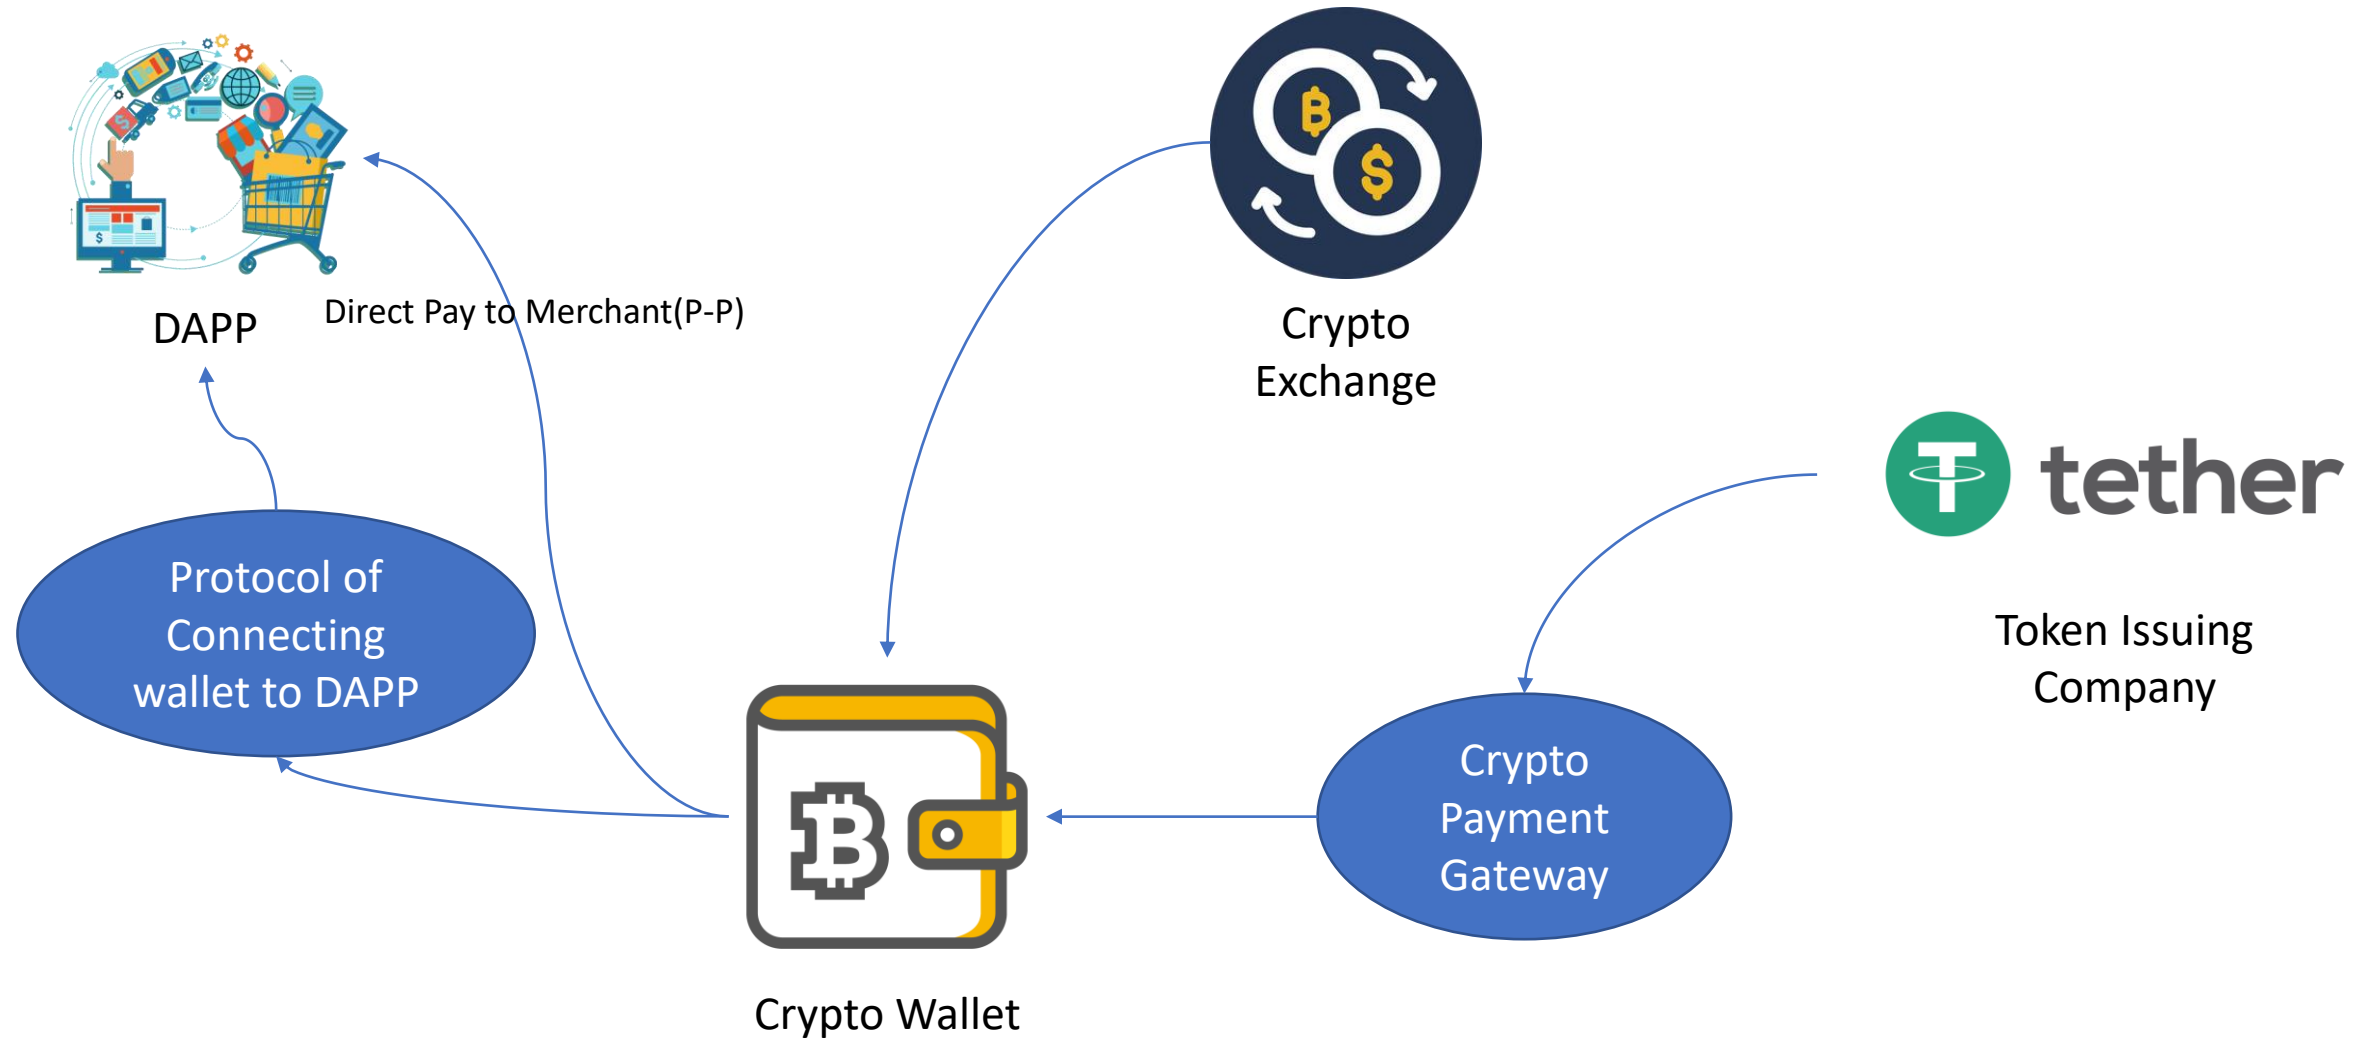 DAPP
Direct Pay to Merchant(P-P)
Crypto
Exchange
tether
Token Issuing
Company
Protocol of
Connecting
wallet to DAPP
Crypto
Payment
Gateway
Crypto Wallet